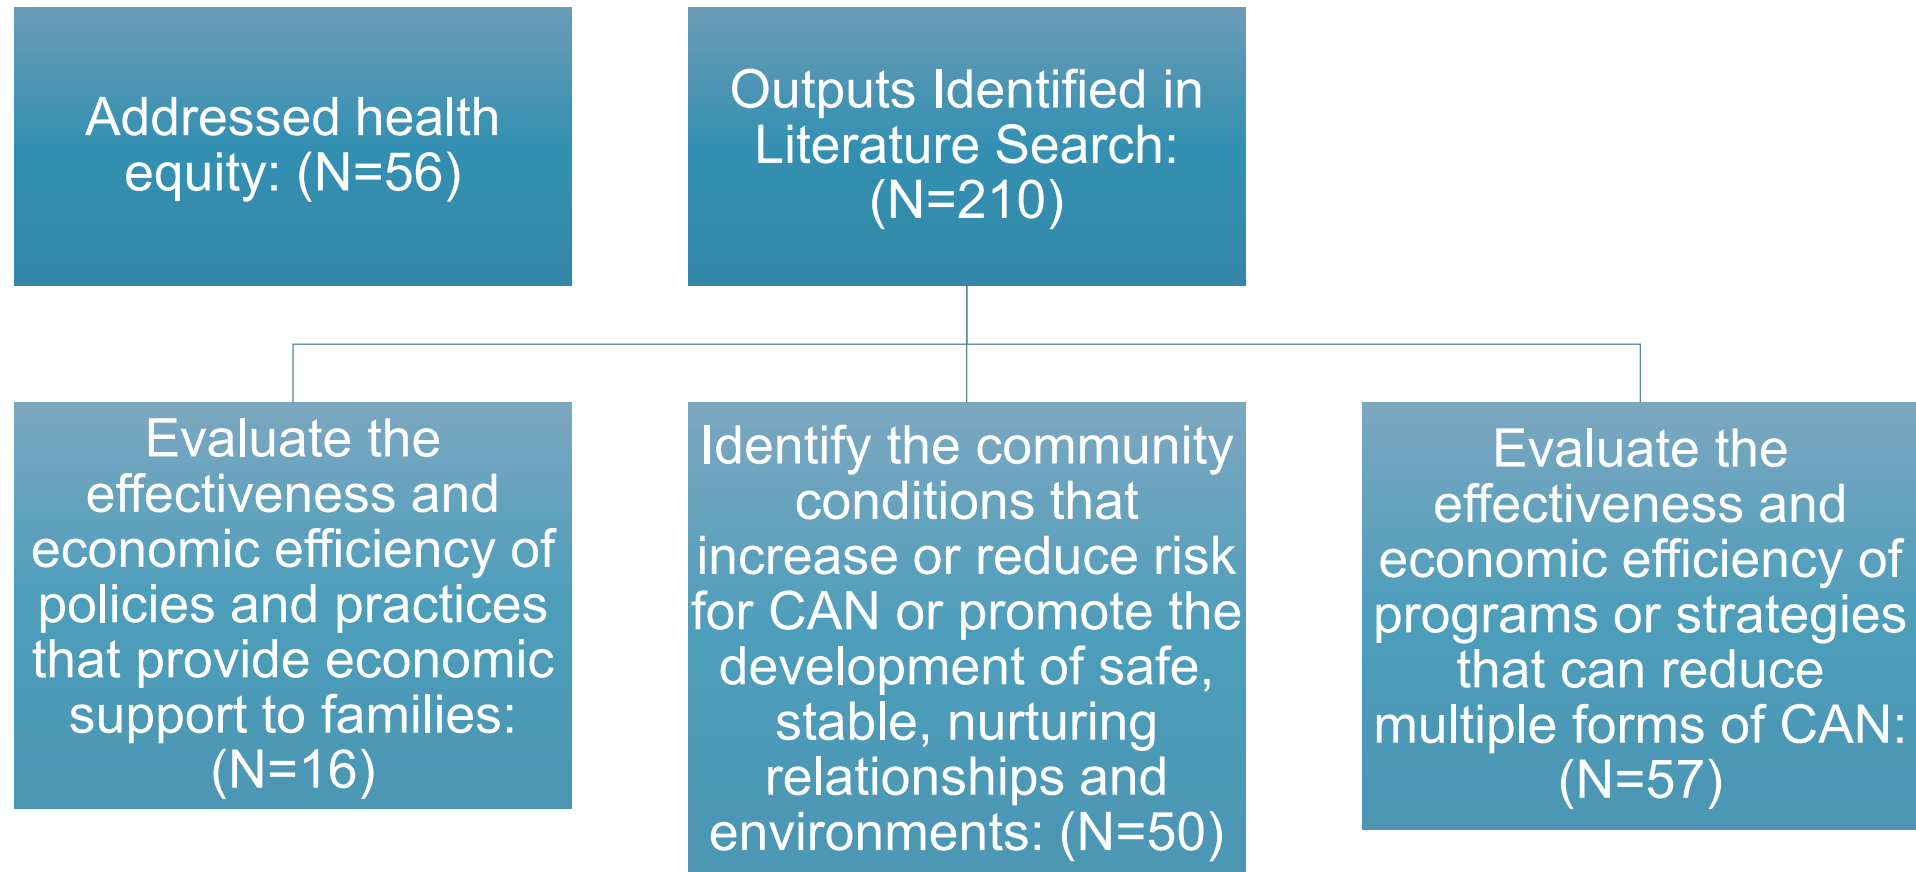 Addressed health
equity: (N=56)
Outputs Identified in
Literature Search:
(N=210)
Evaluate the
effectiveness and
economic efficiency of
policies and practices
that provide economic
support to families:
(N=16)
Identify the community
conditions that
increase or reduce risk
for CAN or promote the
development of safe,
stable, nurturing
relationships and
environments: (N=50)
Evaluate the
effectiveness and
economic efficiency of
programs or strategies
that can reduce
multiple forms of CAN:
(N=57)